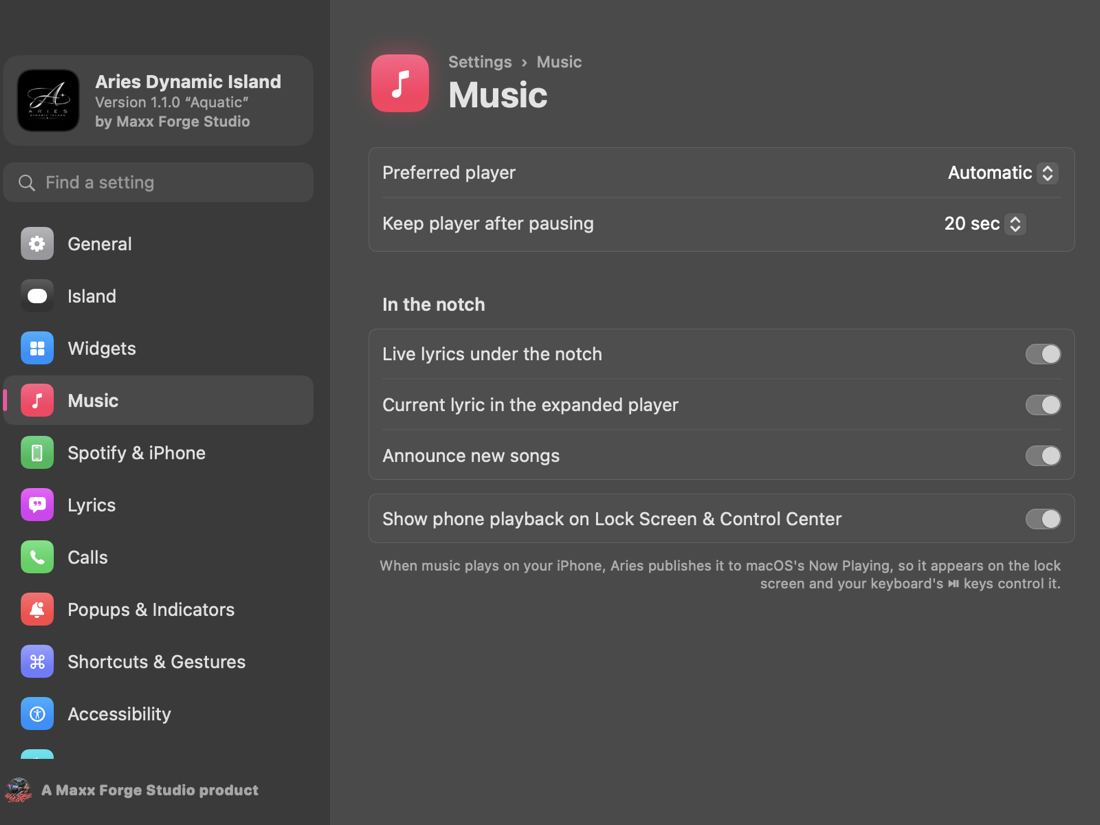 Aries Dynamic Island
Version 1.1.0 “Aquatic”
by Maxx Forge Studio
Find a setting
General
Island
Widgets
Music
Spotify & iPhone
Lyrics
Calls
Popups & Indicators
Shortcuts & Gestures
Accessibility
A Maxx Forge Studio product
Settings › Music
Music
Preferred player Automatic
Keep player after pausing 20 sec
In the notch
Live lyrics under the notch
Current lyric in the expanded player
Announce new songs
Show phone playback on Lock Screen & Control Center
When music plays on your iPhone, Aries publishes it to macOS's Now Playing, so it appears on the lock
screen and your keyboard's ⏯ keys control it.